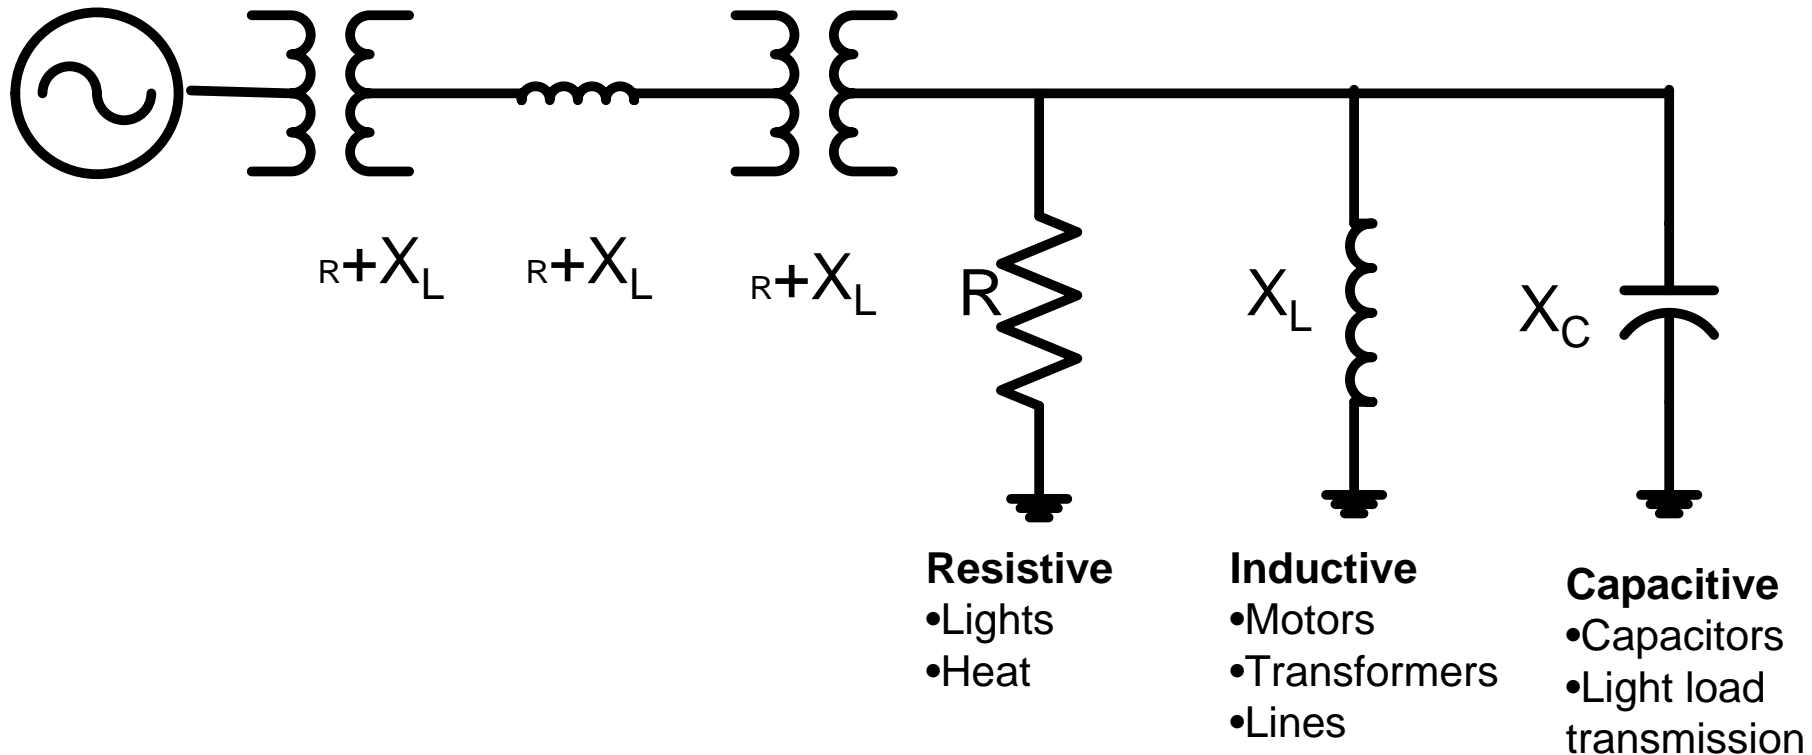 R+XL
R+XL
R+XL
R
XL
XC
Resistive
•Lights
•Heat
Inductive
•Motors
•Transformers
•Lines
Capacitive
•Capacitors
•Light load
transmission